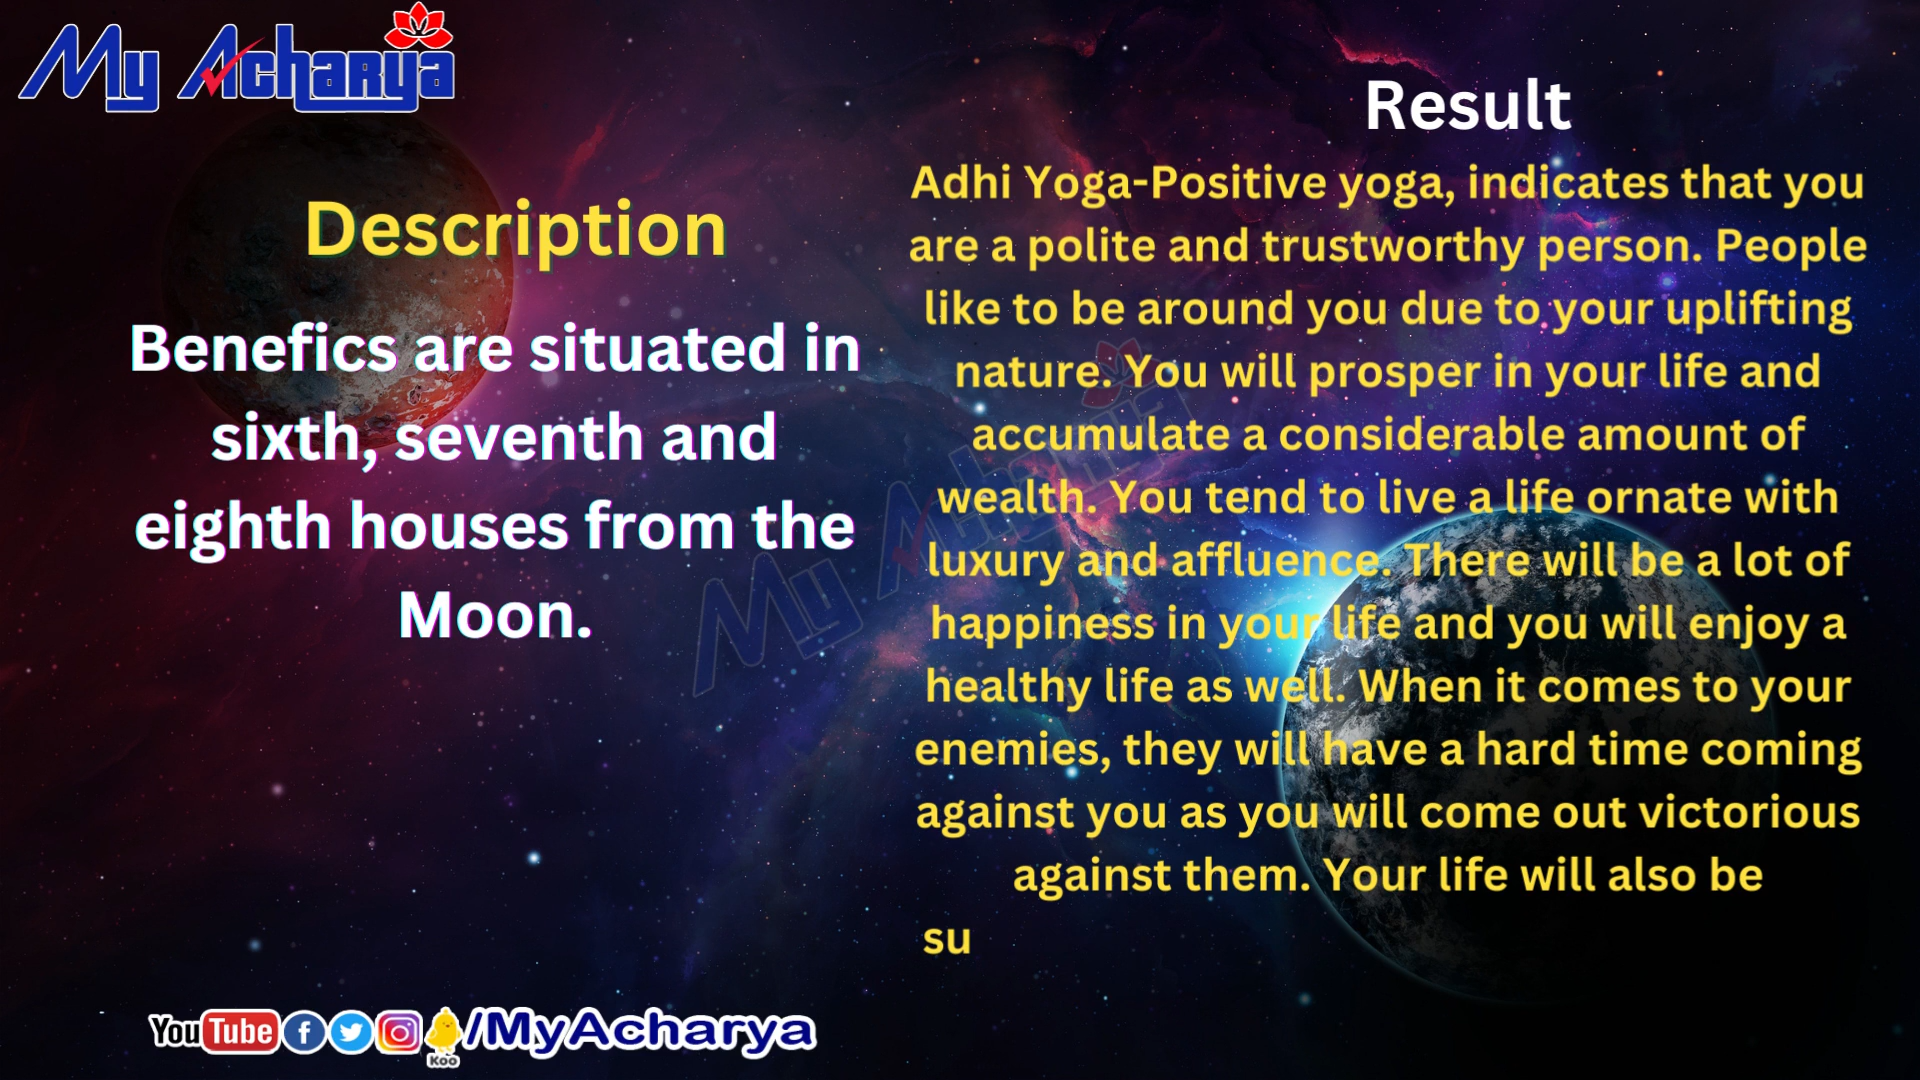 My Acharya
Description
Benefics are situated in
sixth, seventh and
eighth houses from the
Moon.
Result
Adhi Yoga-Positive yoga, indicates that you
are a polite and trustworthy person. People
like to be around you due to your uplifting
nature. You will prosper in your life and
accumulate a considerable amount of
wealth. You tend to live a life ornate with
luxury and affluence. There will be a lot of
happiness in your life and you will enjoy a
healthy life as well. When it comes to your
enemies, they will have a hard time coming
against you as you will come out victorious
against them. Your life will also be
su
My Acharya
YouTube f Koo /MyAcharya